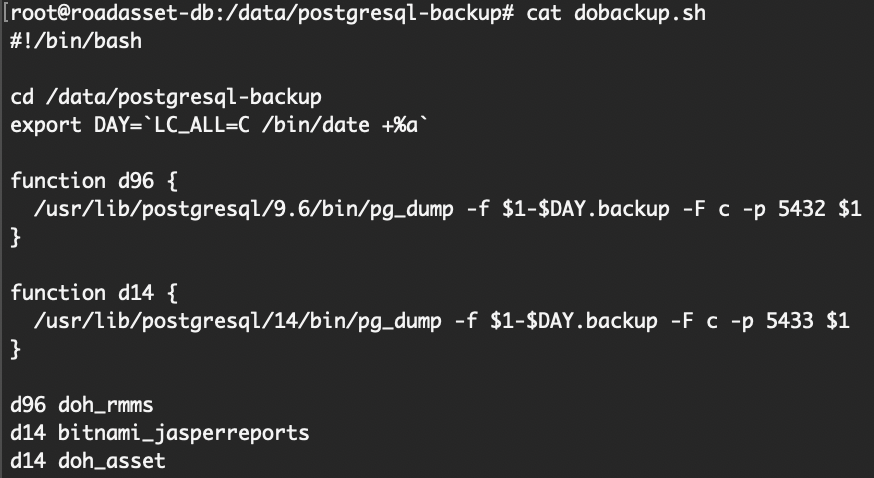 [root@roadasset-db:/data/postgresql-backup# cat dobackup.sh
#!/bin/bash

cd /data/postgresql-backup
export DAY=`LC_ALL=C /bin/date +%a`

function d96 {
  /usr/lib/postgresql/9.6/bin/pg_dump -f $1-$DAY.backup -F c -p 5432 $1
}

function d14 {
  /usr/lib/postgresql/14/bin/pg_dump -f $1-$DAY.backup -F c -p 5433 $1
}

d96 doh_rmms
d14 bitnami_jasperreports
d14 doh_asset